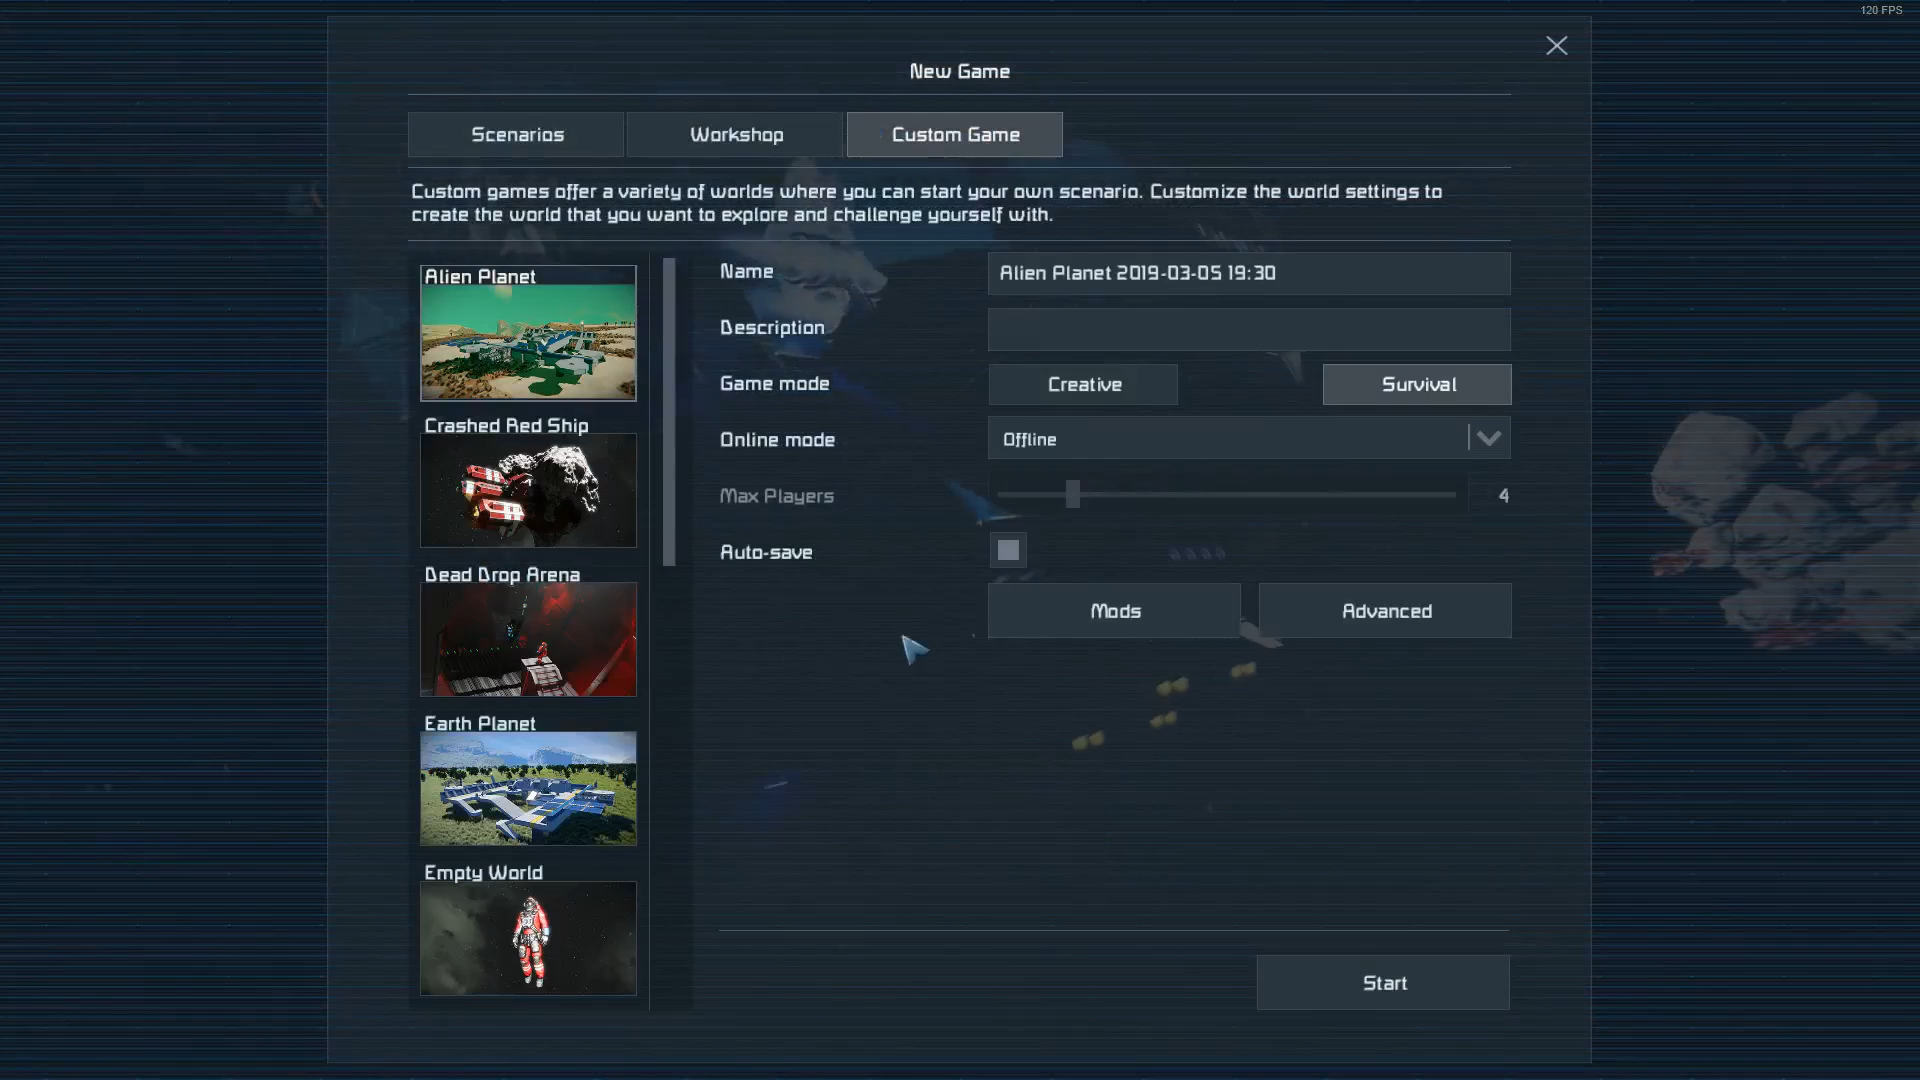 120 FPS
New Game
Scenarios
Workshop
Custom Game
Custom games offer a variety of worlds where you can start your own scenario. Customize the world settings to
create the world that you want to explore and challenge yourself with.
Alien Planet
Crashed Red Ship
Dead Drop Arena
Earth Planet
Empty World
Name
Alien Planet 2019-03-05 19:30
Description
Game mode
Creative
Survival
Online mode
Offline
Max Players
4
Auto-save
Mods
Advanced
Start